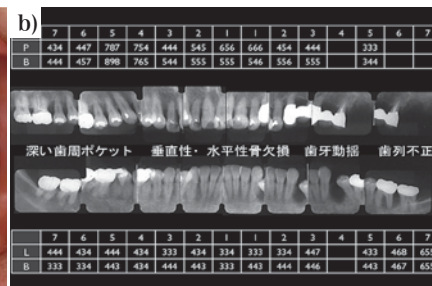 b)
7 6 5 4 3 2 1 1 2 3 4 5 6 7
P 434 447 787 754 444 545 656 666 454 444 333
B 444 457 898 765 544 555 555 546 556 555 344
深い歯周ポケット 垂直性・水平性骨欠損 歯牙動揺 歯列不正
7 6 5 4 3 2 1 1 2 3 4 5 6 7
L 444 434 444 434 333 434 334 333 334 447 433 468 655
B 333 334 443 434 444 443 333 443 444 446 443 467 655